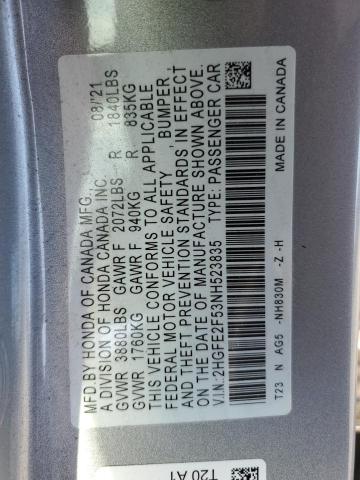 MFD.BY HONDA OF CANADA MFG., 08/'21
A DIVISION OF HONDA CANADA INC.
GVWR 3880LBS GAWR F 2072LBS R 1840LBS
GVWR 1760KG GAWR F 940KG R 835KG
THIS VEHICLE CONFORMS TO ALL APPLICABLE
FEDERAL MOTOR VEHICLE SAFETY , BUMPER ,
AND THEFT PREVENTION STANDARDS IN EFFECT
ON THE DATE OF MANUFACTURE SHOWN ABOVE.
V.I.N.: 2HGFE2F53NH523835 TYPE: PASSENGER CAR
T23 N AG5 -NH830M -Z -H MADE IN CANADA
T20 A1